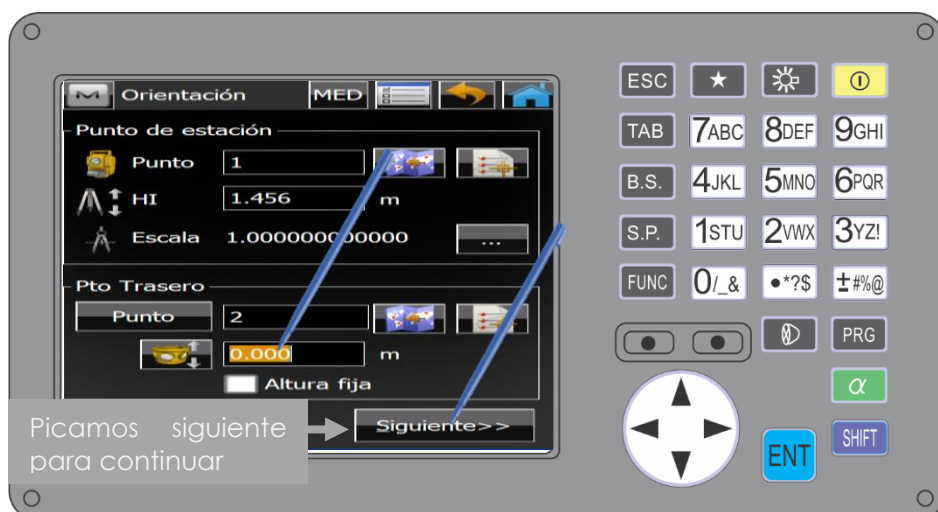 Orientación MED
Punto de estación
Punto 1
HI 1.456 m
Escala 1.000000000000 ...
Pto Trasero
Punto 2
0.000 m
Altura fija
Siguiente>>
Picamos siguiente
para continuar
ESC ★
TAB 7ABC 8DEF 9GHI
B.S. 4JKL 5MNO 6PQR
S.P. 1STU 2VWX 3YZ!
FUNC 0/_& •*?$ ±#%@
PRG
α
ENT SHIFT